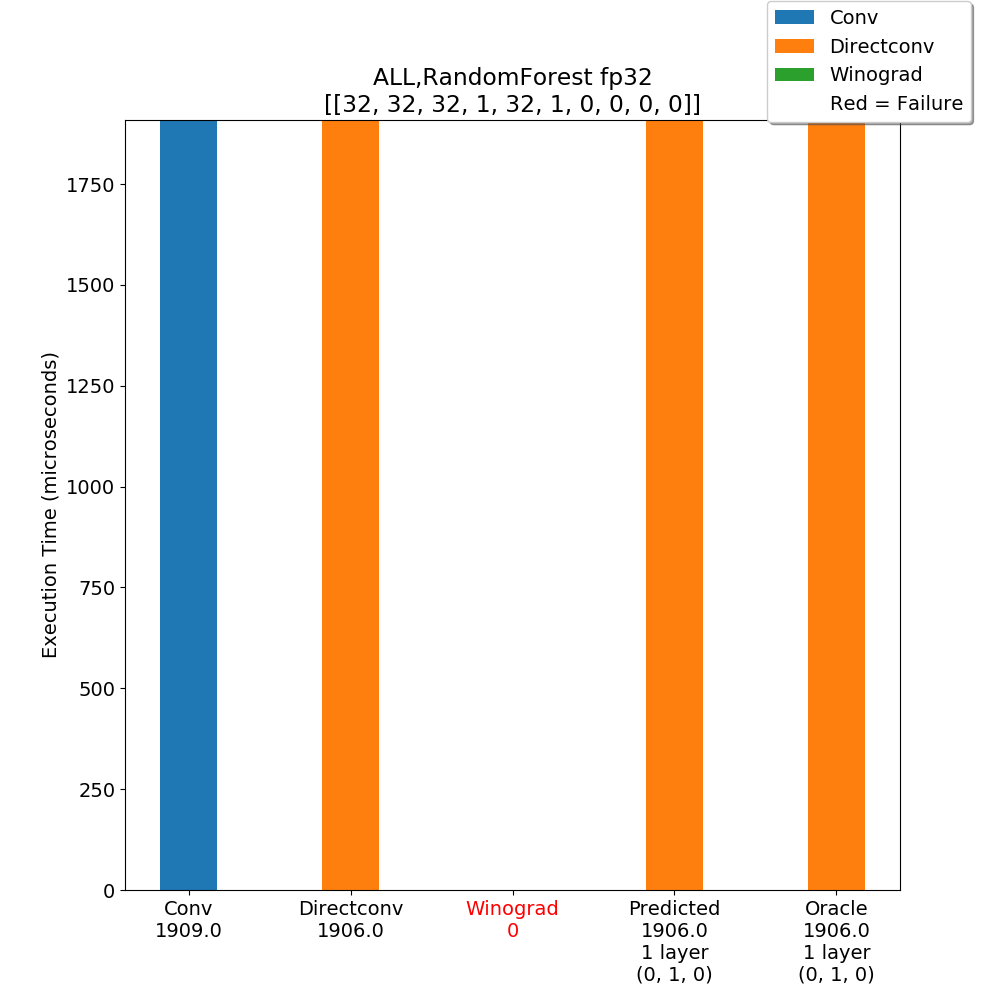 Conv
Directconv
Winograd
Red = Failure
ALL,RandomForest fp32
[[32, 32, 32, 1, 32, 1, 0, 0, 0, 0]]
Execution Time (microseconds)
1750
1500
1250
1000
750
500
250
0
Conv
1909.0
Directconv
1906.0
Winograd
0
Predicted
1906.0
1 layer
(0, 1, 0)
Oracle
1906.0
1 layer
(0, 1, 0)